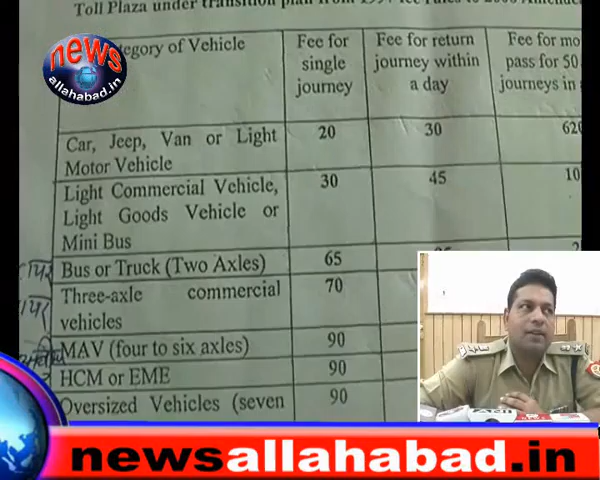 Toll Plaza under transition plan from 1997 fee rules to 2008 Amende
news
allahabad.in
egory of Vehicle
Fee for single journey
Fee for return journey within a day
Fee for mo
pass for 50
journeys in
Car, Jeep, Van or Light Motor Vehicle
20
30
620
Light Commercial Vehicle, Light Goods Vehicle or Mini Bus
30
45
10
Bus or Truck (Two Axles)
65
Three-axle commercial vehicles
70
MAV (four to six axles)
90
HCM or EME
90
Oversized Vehicles (seven
90
newsallahabad.in